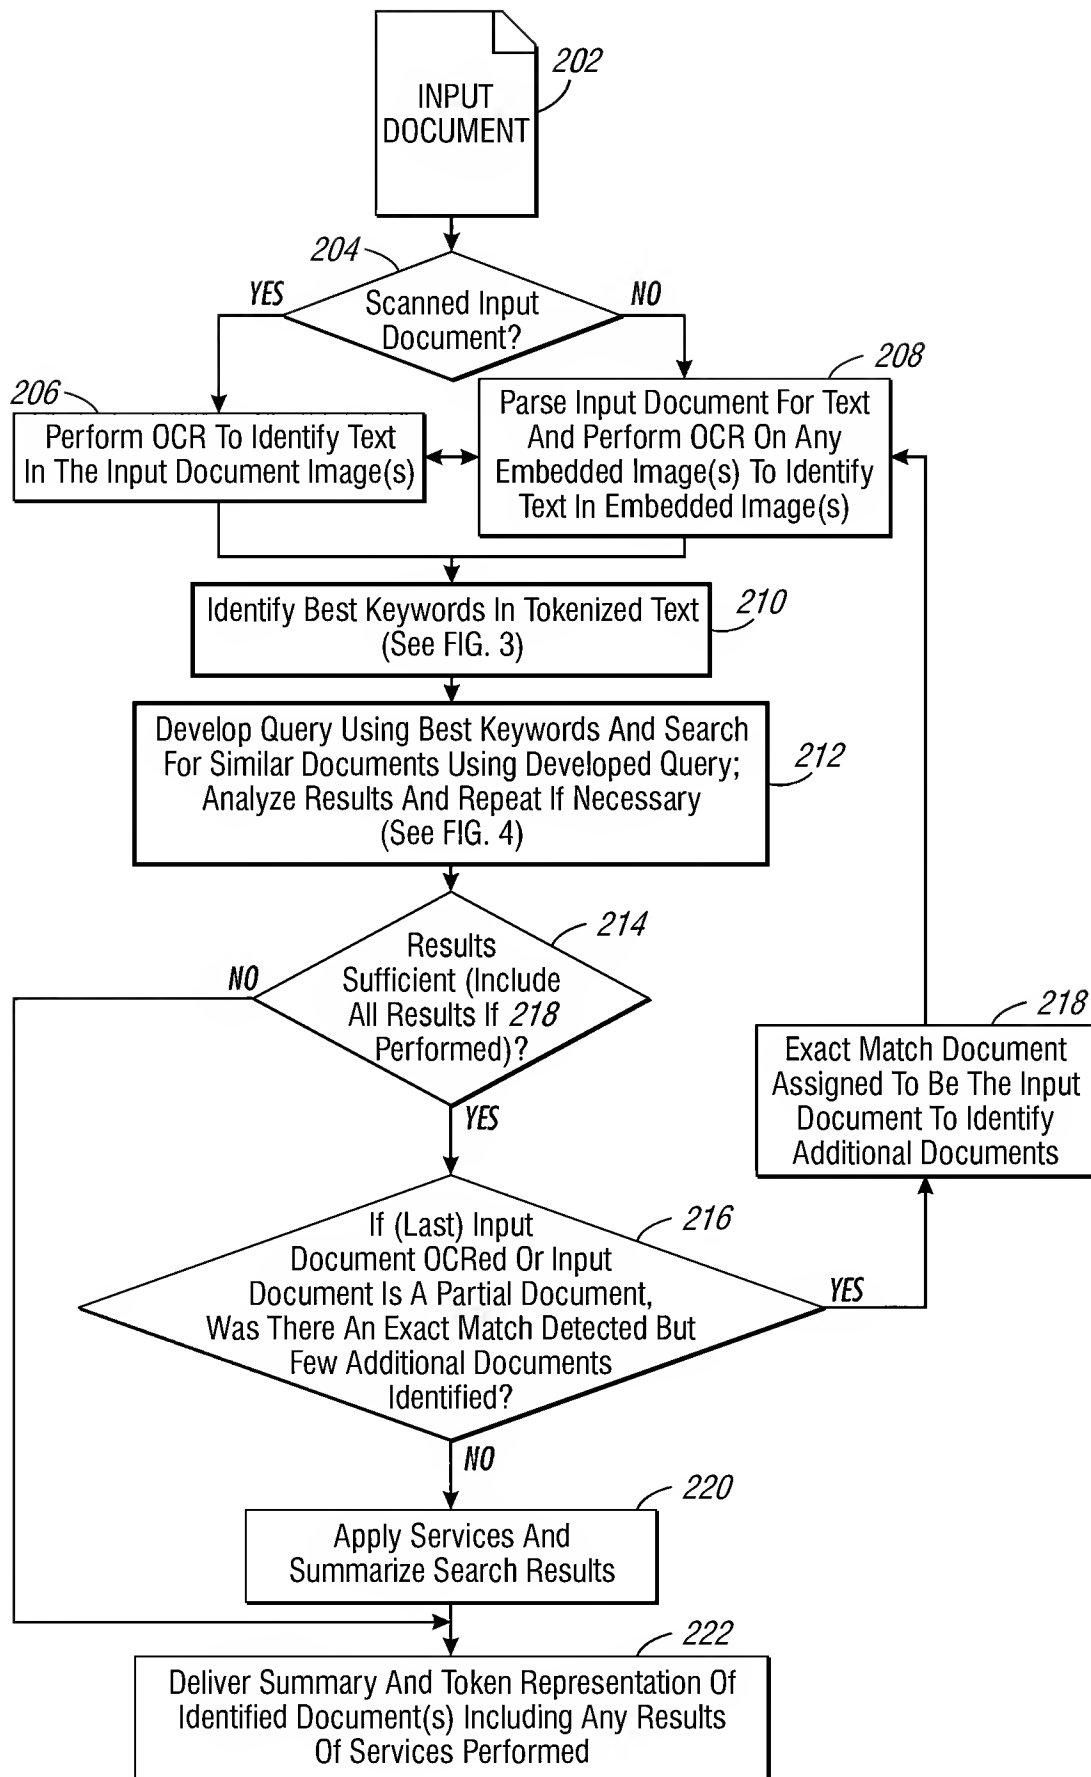 INPUT
DOCUMENT
202
204
YES
Scanned Input
Document?
NO
206
Perform OCR To Identify Text
In The Input Document Image(s)
208
Parse Input Document For Text
And Perform OCR On Any
Embedded Image(s) To Identify
Text In Embedded Image(s)
Identify Best Keywords In Tokenized Text
(See FIG. 3)
210
Develop Query Using Best Keywords And Search
For Similar Documents Using Developed Query;
Analyze Results And Repeat If Necessary
(See FIG. 4)
212
214
NO
Results
Sufficient (Include
All Results If 218
Performed)?
YES
218
Exact Match Document
Assigned To Be The Input
Document To Identify
Additional Documents
216
If (Last) Input
Document OCRed Or Input
Document Is A Partial Document,
Was There An Exact Match Detected But
Few Additional Documents
Identified?
YES
NO
220
Apply Services And
Summarize Search Results
222
Deliver Summary And Token Representation Of
Identified Document(s) Including Any Results
Of Services Performed